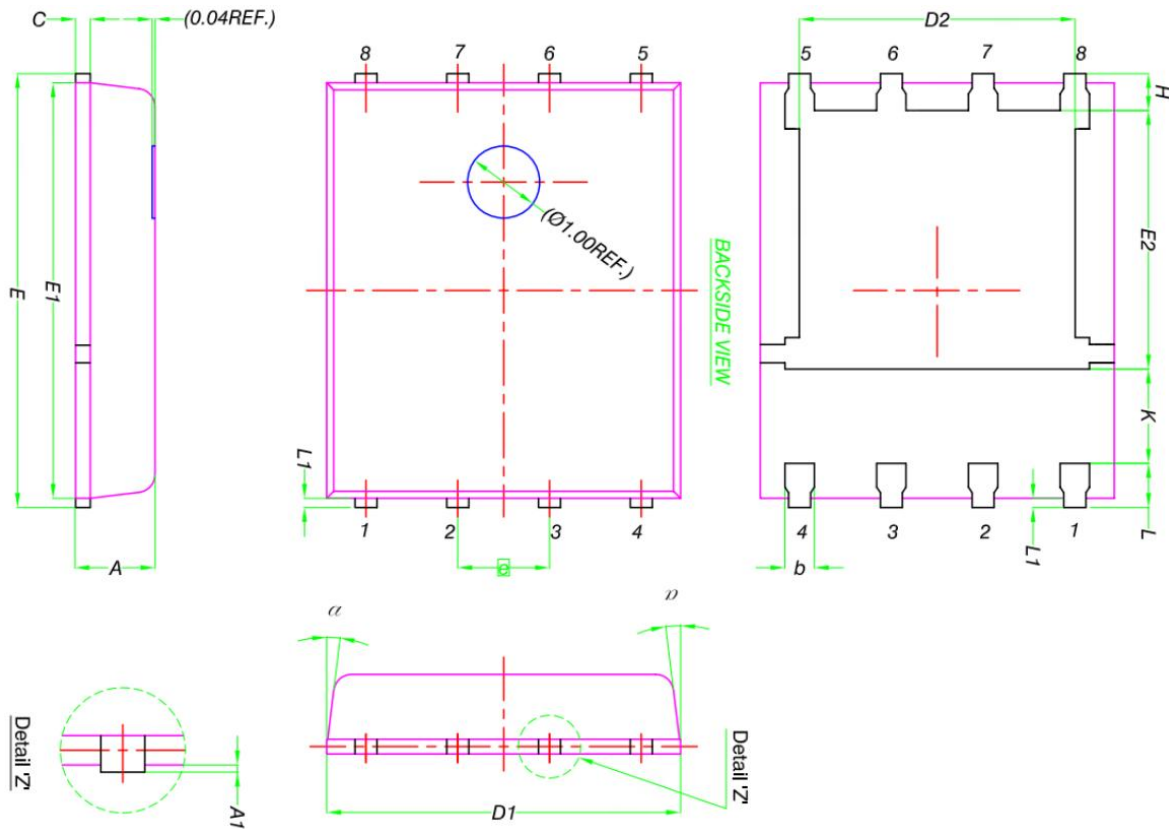 C
(0.04REF.)
E
E1
A
8 7 6 5
(Ø1.00REF.)
L1
1 2 3 4
e
BACKSIDE VIEW
D2
5 6 7 8
H
E2
K
L
L1
4 3 2 1
b
α
α
D1
Detail 'Z'
Detail 'Z'
A1